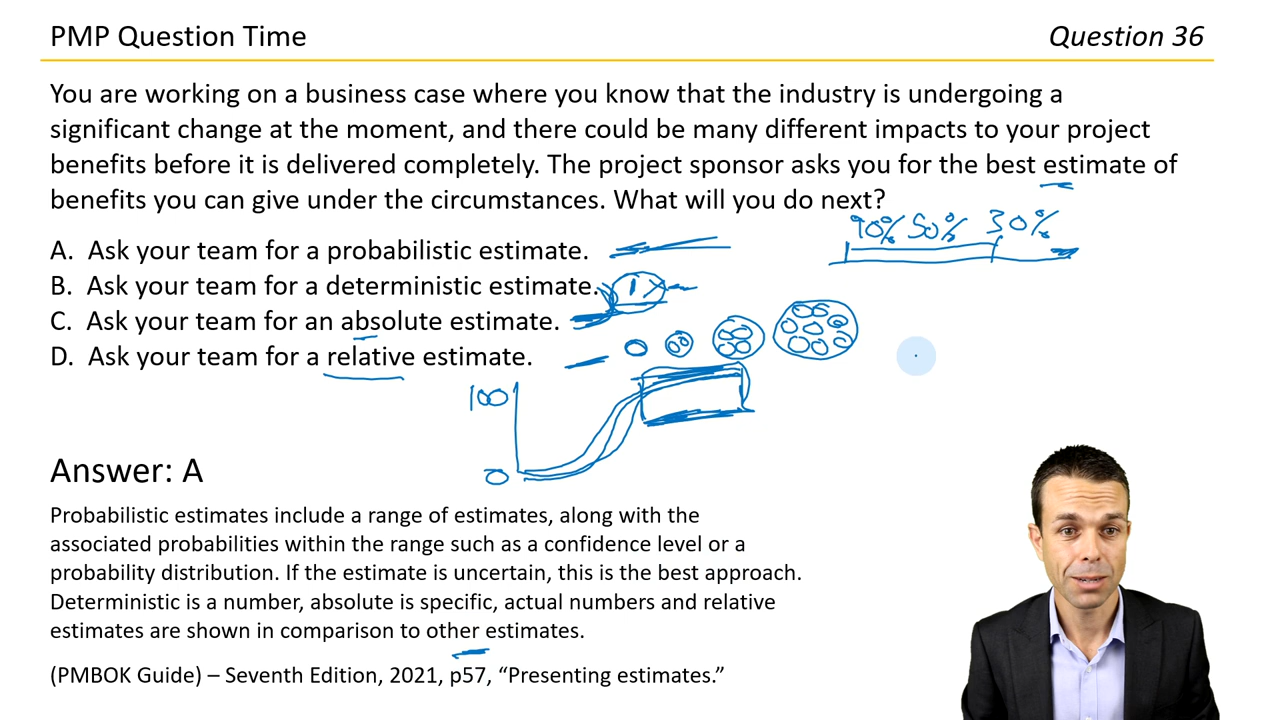 PMP Question Time
Question 36
You are working on a business case where you know that the industry is undergoing a
significant change at the moment, and there could be many different impacts to your project
benefits before it is delivered completely. The project sponsor asks you for the best estimate of
benefits you can give under the circumstances. What will you do next?
90% 50% 30%
A. Ask your team for a probabilistic estimate.
B. Ask your team for a deterministic estimate.
C. Ask your team for an absolute estimate.
D. Ask your team for a relative estimate.
100
0
Answer: A
Probabilistic estimates include a range of estimates, along with the
associated probabilities within the range such as a confidence level or a
probability distribution. If the estimate is uncertain, this is the best approach.
Deterministic is a number, absolute is specific, actual numbers and relative
estimates are shown in comparison to other estimates.
(PMBOK Guide) – Seventh Edition, 2021, p57, “Presenting estimates.”